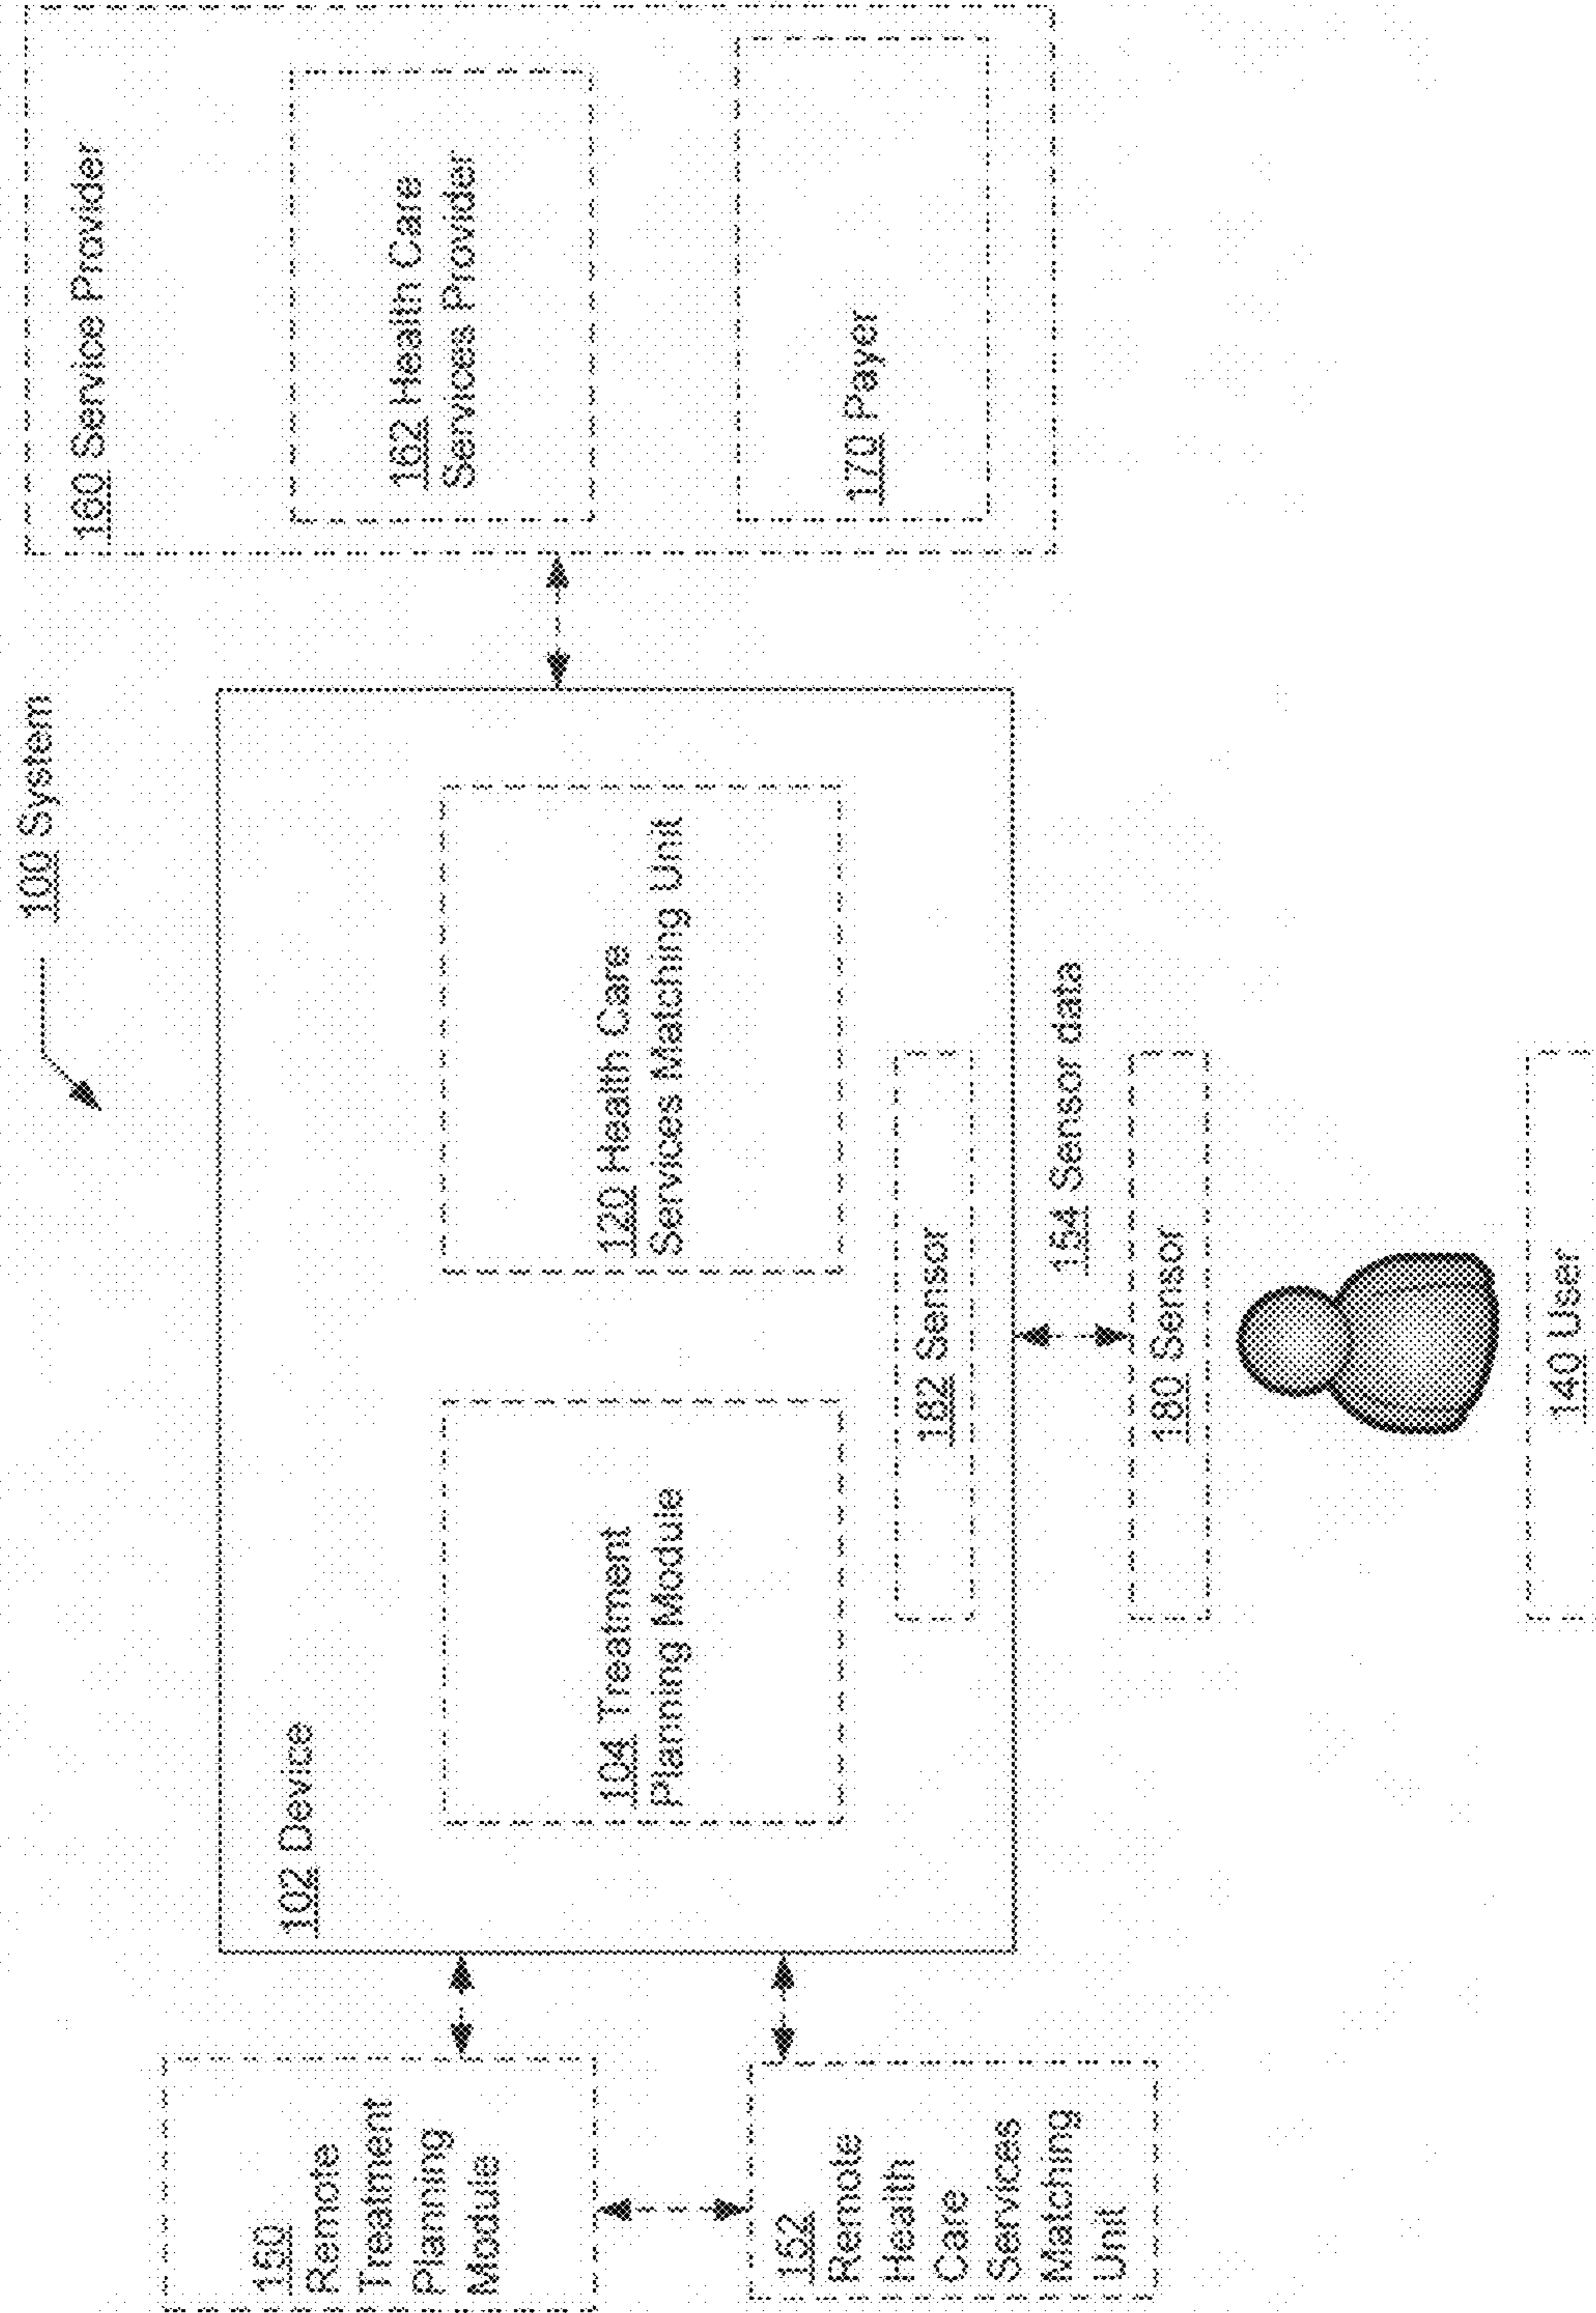 100 System
150
Remote
Treatment
Planning
Module
152
Remote
Health
Care
Services
Matching
Unit
102 Device
104 Treatment
Planning Module
120 Health Care
Services Matching Unit
182 Sensor
154 Sensor data
180 Sensor
140 User
160 Service Provider
162 Health Care
Services Provider
170 Payer